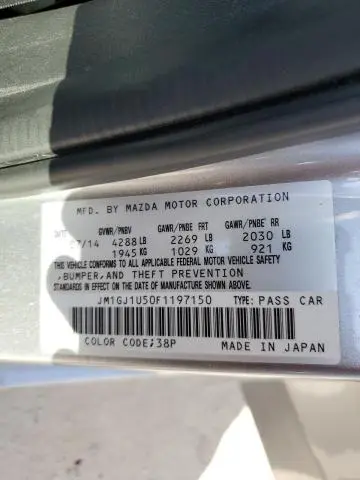 MFD. BY MAZDA MOTOR CORPORATION
DATE GVWR/PNBV GAWR/PNBE FRT GAWR/PNBE RR
07/14 4288 LB 2269 LB 2030 LB
1945 KG 1029 KG 921 KG
THIS VEHICLE CONFORMS TO ALL APPLICABLE FEDERAL MOTOR VEHICLE SAFETY
,BUMPER,AND THEFT PREVENTION
STANDARDS IN EFFECT ON THE DATE OF MANUFACTURE SHOWN ABOVE.
JM1GJ1U50F1197150 TYPE: PASS CAR
COLOR CODE;38P MADE IN JAPAN